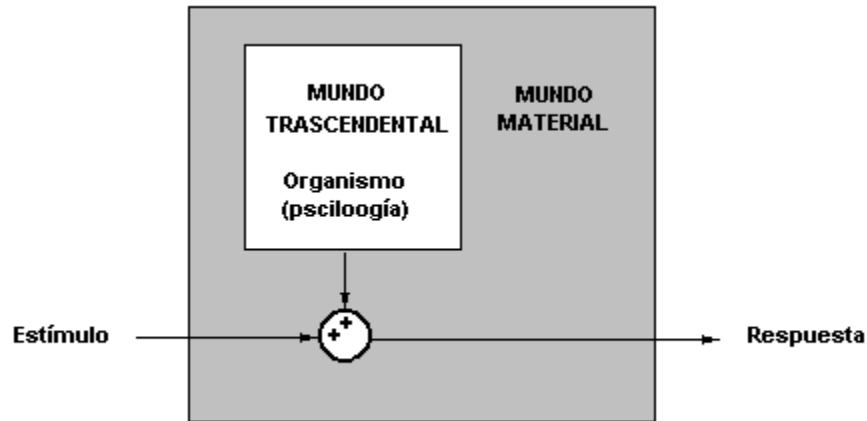 MUNDO
TRASCENDENTAL
Organismo
(psciloogía)
MUNDO
MATERIAL
Estímulo
Respuesta